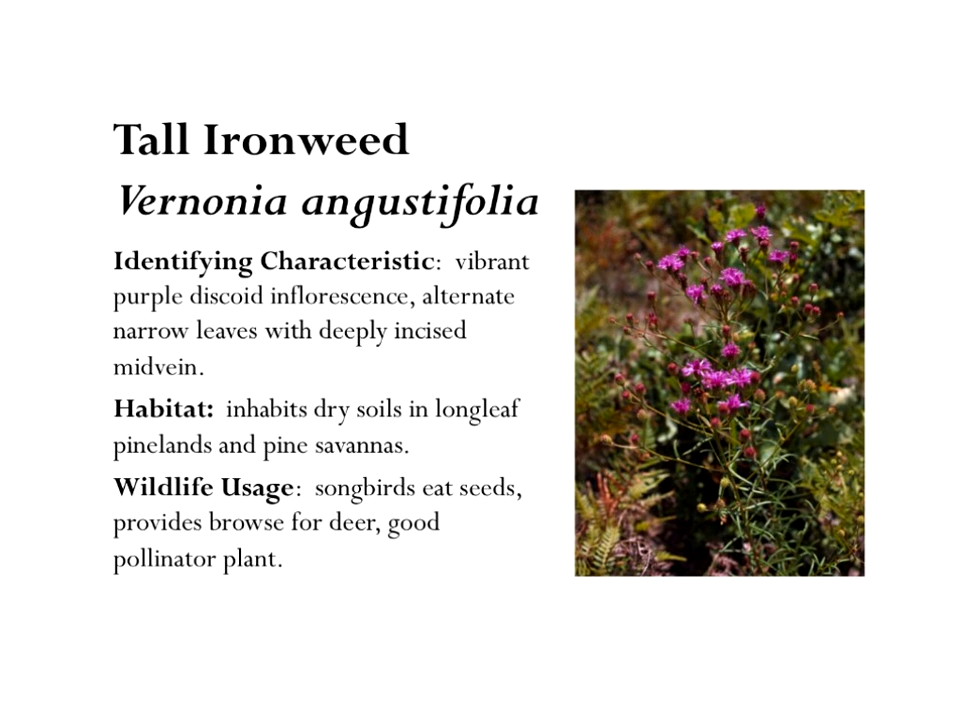 Tall Ironweed
Vernonia angustifolia
Identifying Characteristic:  vibrant
purple discoid inflorescence, alternate
narrow leaves with deeply incised
midvein.
Habitat:  inhabits dry soils in longleaf
pinelands and pine savannas.
Wildlife Usage:  songbirds eat seeds,
provides browse for deer, good
pollinator plant.